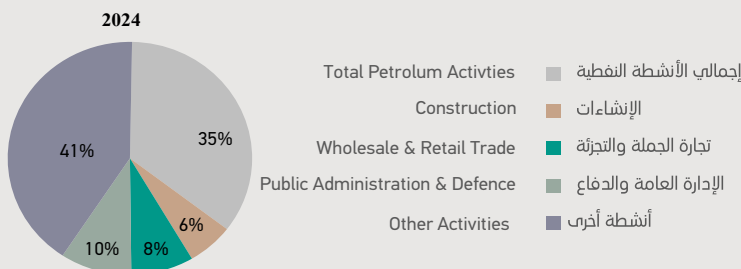 2024
35%
6%
8%
10%
41%
Total Petrolum Activties إجمالي الأنشطة النفطية
Construction الإنشاءات
Wholesale & Retail Trade تجارة الجملة والتجزئة
Public Administration & Defence الإدارة العامة والدفاع
Other Activities أنشطة أخرى